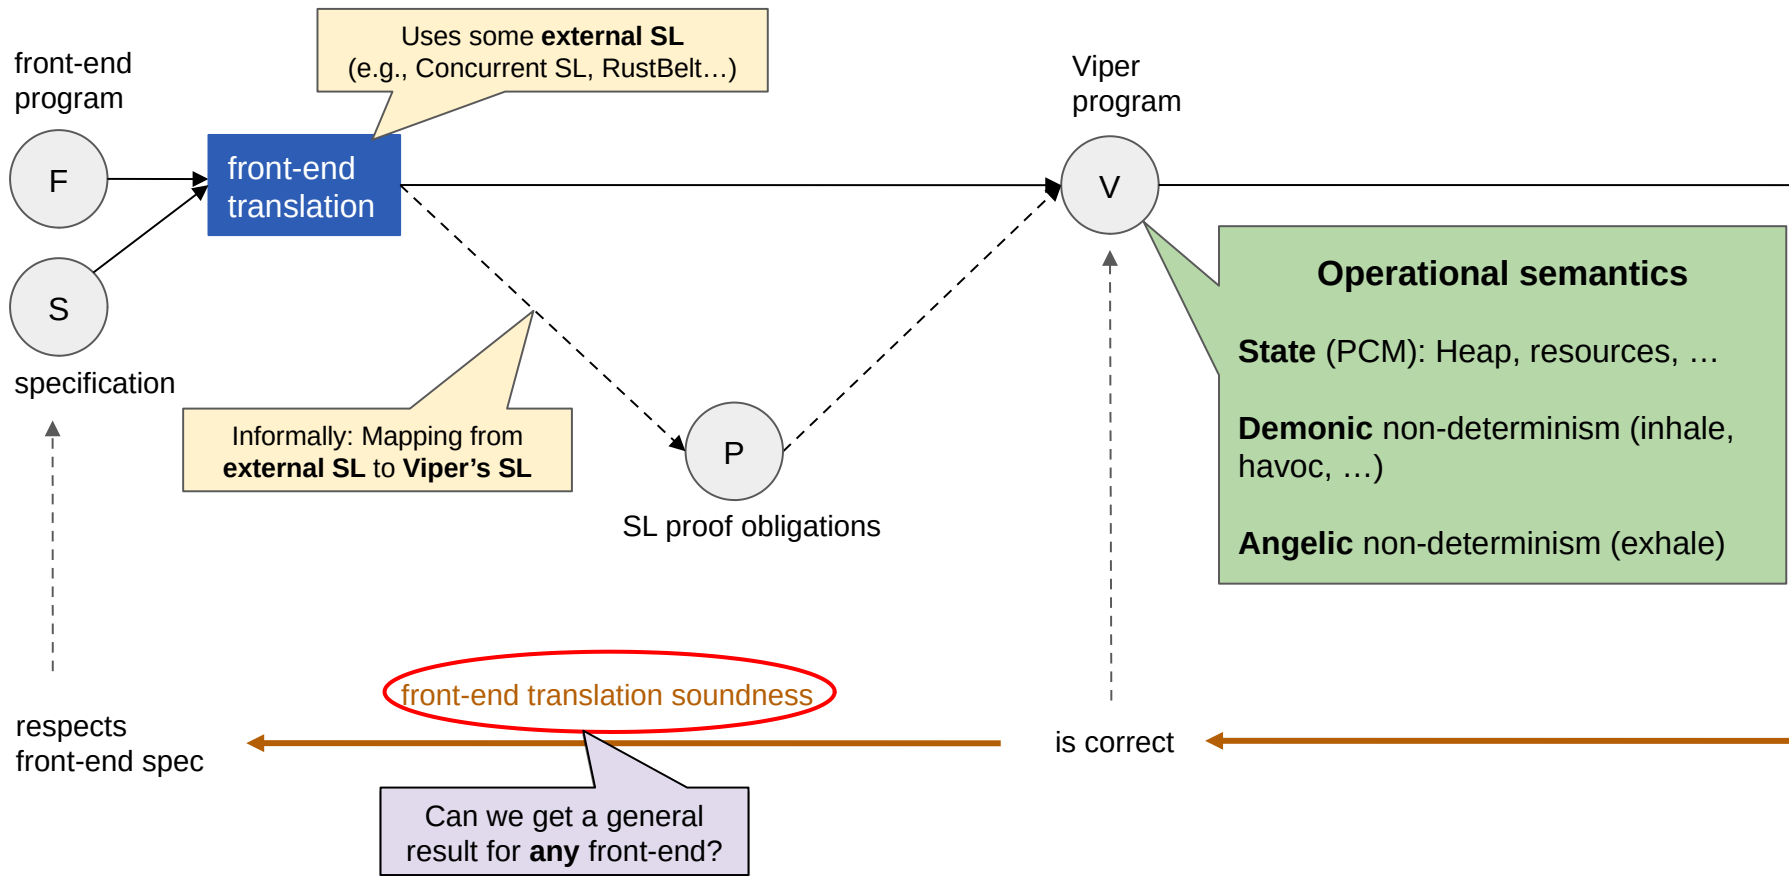 Uses some external SL
(e.g., Concurrent SL, RustBelt…)
front-end
program
Viper
program
F
front-end
translation
V
S
specification
Operational semantics
State (PCM): Heap, resources, …
Demonic non-determinism (inhale,
havoc, …)
Angelic non-determinism (exhale)
Informally: Mapping from
external SL to Viper’s SL
P
SL proof obligations
front-end translation soundness
respects
front-end spec
is correct
Can we get a general
result for any front-end?